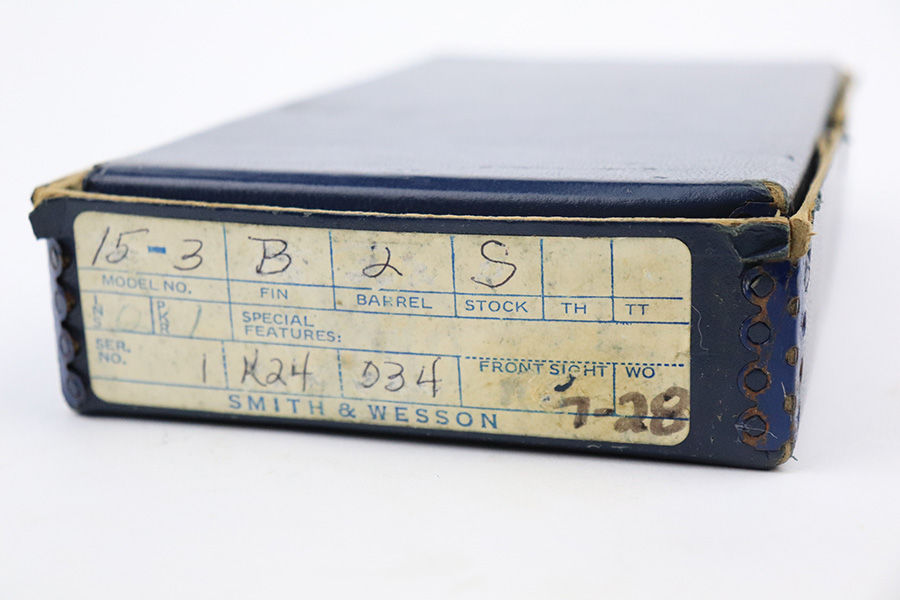 15-3 B 2 S
MODEL NO. FIN BARREL STOCK TH TT
INS 0 PKR 1 SPECIAL FEATURES:
SER. NO. 1 K24 034 FRONT SIGHT WO
SMITH & WESSON 7-28